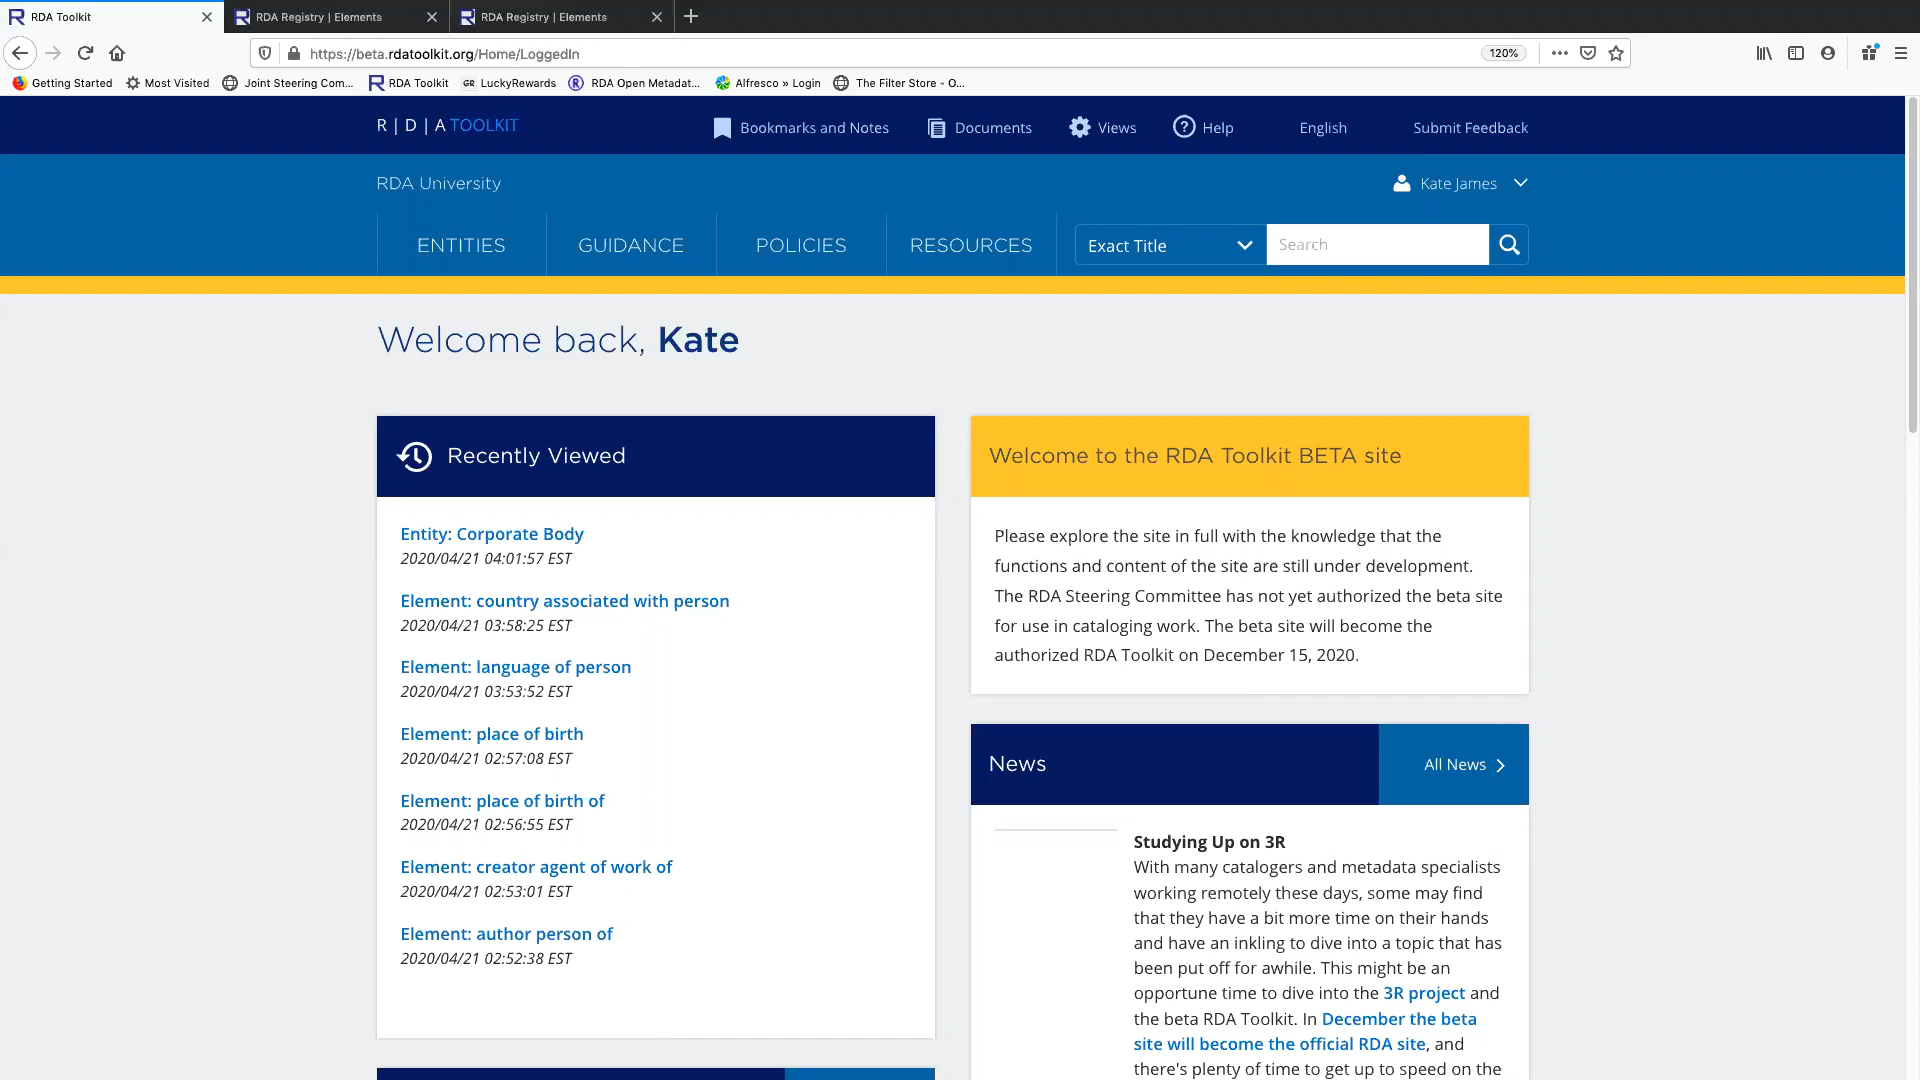 RDA Toolkit
RDA Registry | Elements
RDA Registry | Elements
https://beta.rdatoolkit.org/Home/LoggedIn
120%
Getting Started
Most Visited
Joint Steering Com...
RDA Toolkit
GR LuckyRewards
RDA Open Metadat...
Alfresco » Login
The Filter Store - O...
R | D | A TOOLKIT
Bookmarks and Notes
Documents
Views
Help
English
Submit Feedback
RDA University
Kate James
ENTITIES
GUIDANCE
POLICIES
RESOURCES
Exact Title
Search
Welcome back, Kate
Recently Viewed
Entity: Corporate Body
2020/04/21 04:01:57 EST
Element: country associated with person
2020/04/21 03:58:25 EST
Element: language of person
2020/04/21 03:53:52 EST
Element: place of birth
2020/04/21 02:57:08 EST
Element: place of birth of
2020/04/21 02:56:55 EST
Element: creator agent of work of
2020/04/21 02:53:01 EST
Element: author person of
2020/04/21 02:52:38 EST
Welcome to the RDA Toolkit BETA site
Please explore the site in full with the knowledge that the
functions and content of the site are still under development.
The RDA Steering Committee has not yet authorized the beta site
for use in cataloging work. The beta site will become the
authorized RDA Toolkit on December 15, 2020.
News
All News
Studying Up on 3R
With many catalogers and metadata specialists
working remotely these days, some may find
that they have a bit more time on their hands
and have an inkling to dive into a topic that has
been put off for awhile. This might be an
opportune time to dive into the 3R project and
the beta RDA Toolkit. In December the beta
site will become the official RDA site, and
there's plenty of time to get up to speed on the